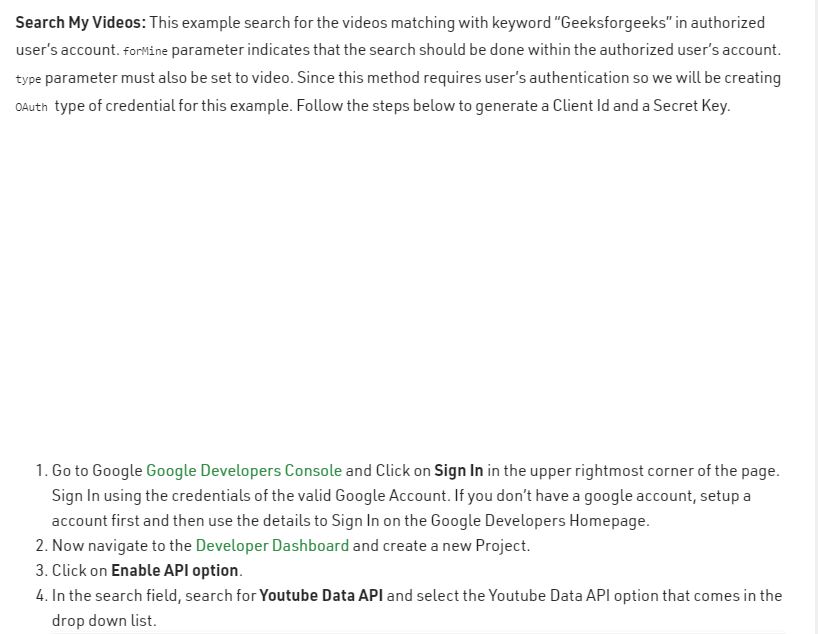 Search My Videos: This example search for the videos matching with keyword “Geeksforgeeks” in authorized
user’s account. forMine parameter indicates that the search should be done within the authorized user’s account.
type parameter must also be set to video. Since this method requires user’s authentication so we will be creating
OAuth type of credential for this example. Follow the steps below to generate a Client Id and a Secret Key.
1. Go to Google Google Developers Console and Click on Sign In in the upper rightmost corner of the page.
Sign In using the credentials of the valid Google Account. If you don’t have a google account, setup a
account first and then use the details to Sign In on the Google Developers Homepage.
2. Now navigate to the Developer Dashboard and create a new Project.
3. Click on Enable API option.
4. In the search field, search for Youtube Data API and select the Youtube Data API option that comes in the
drop down list.